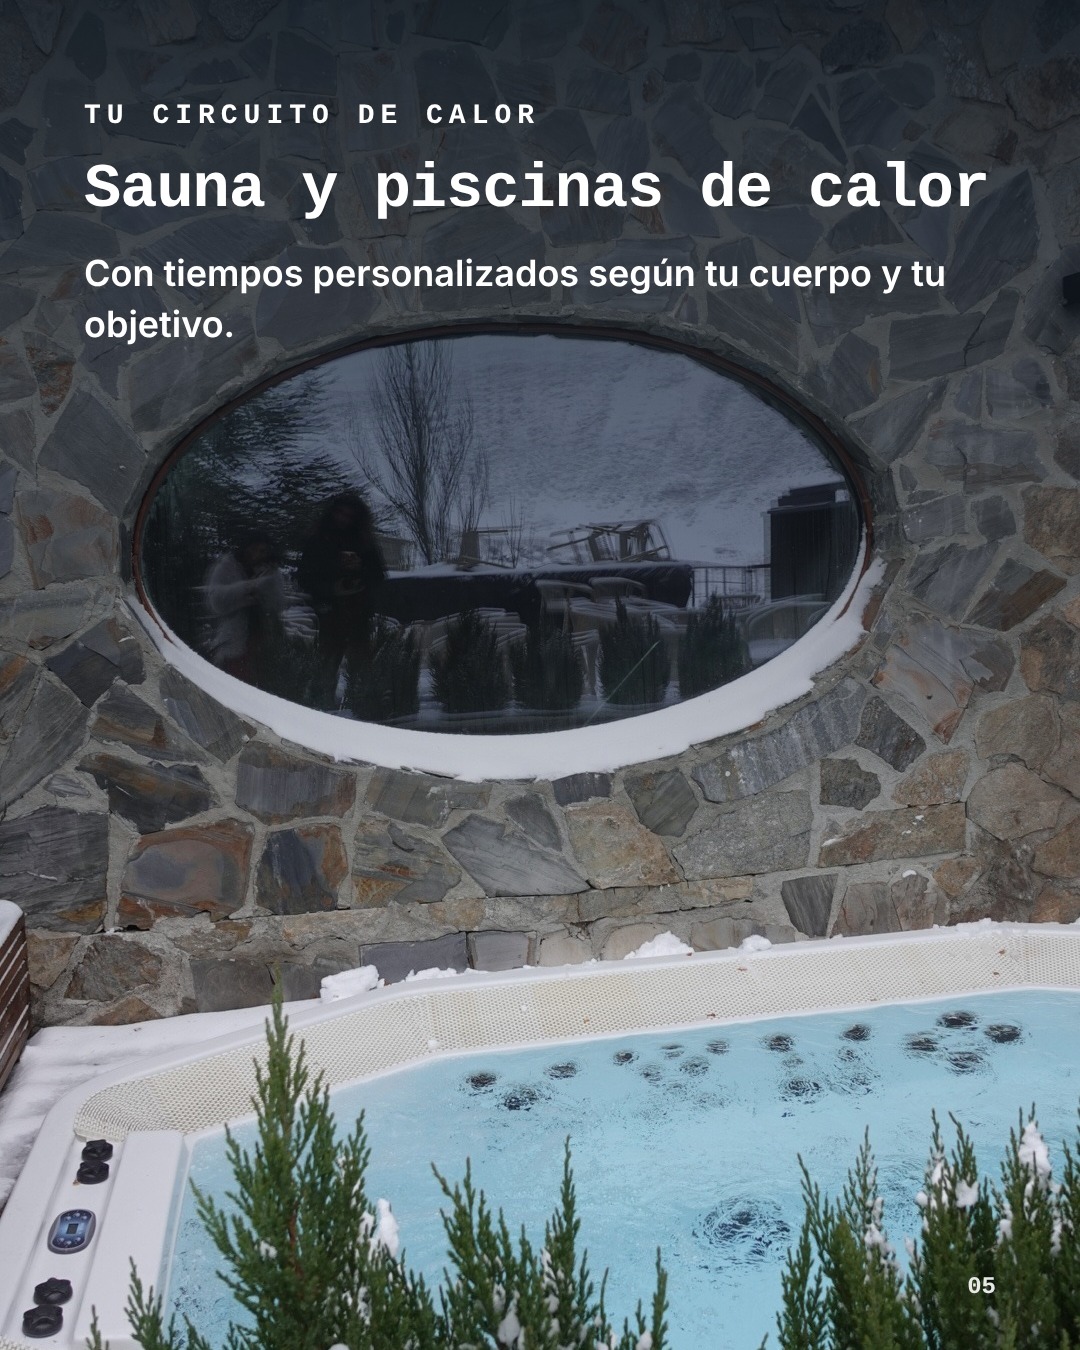 TU CIRCUITO DE CALOR
Sauna y piscinas de calor
Con tiempos personalizados según tu cuerpo y tu
objetivo.
05